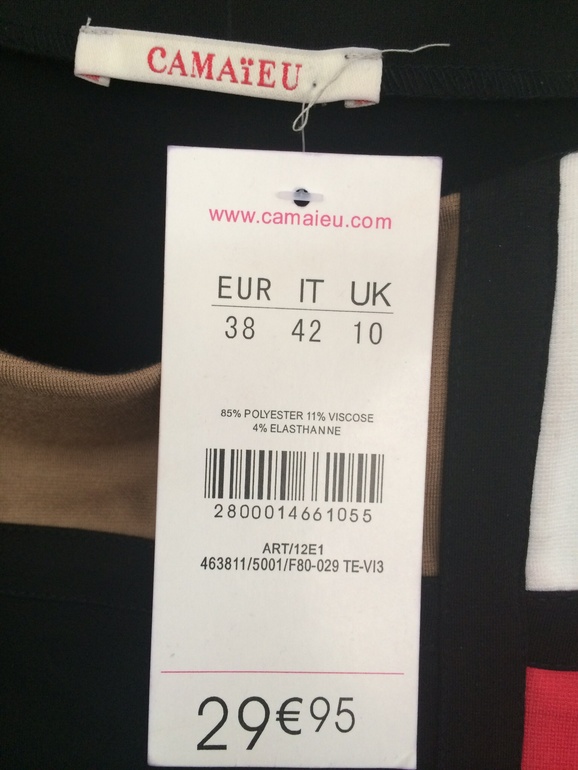 CAMAïEU
www.camaieu.com
EUR IT UK
38 42 10
85% POLYESTER 11% VISCOSE
4% ELASTHANNE
2800014661055
ART/12E1
463811/5001/F80-029 TE-VI3
29€95